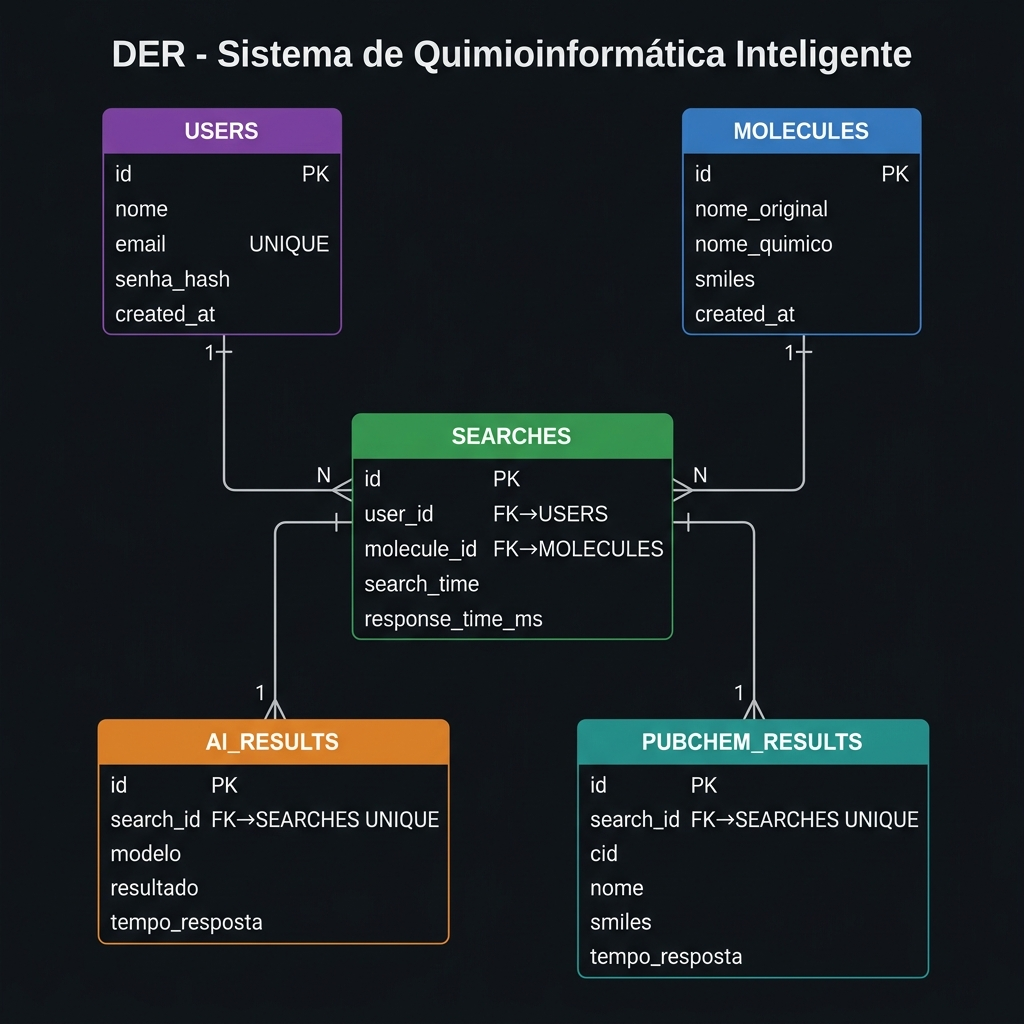 DER - Sistema de Quimioinformática Inteligente
USERS
id PK
nome
email UNIQUE
senha_hash
created_at
1
MOLECULES
id PK
nome_original
nome_quimico
smiles
created_at
1
SEARCHES
N
N
id PK
user_id FK→USERS
molecule_id FK→MOLECULES
search_time
response_time_ms
1
AI_RESULTS
id PK
search_id FK→SEARCHES UNIQUE
modelo
resultado
tempo_resposta
1
PUBCHEM_RESULTS
id PK
search_id FK→SEARCHES UNIQUE
cid
nome
smiles
tempo_resposta